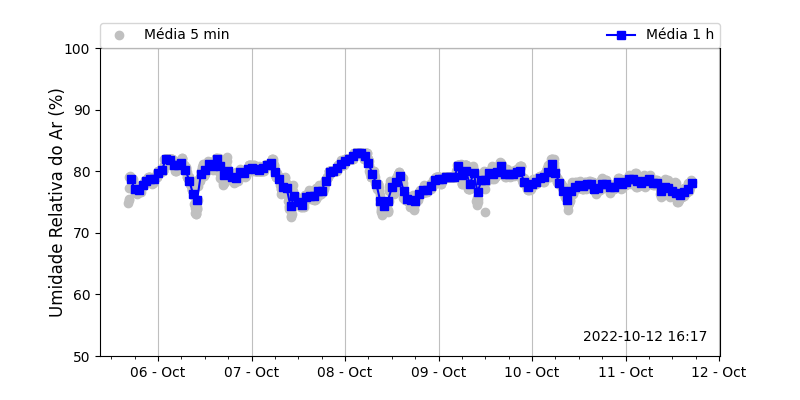 Média 5 min
Média 1 h
Umidade Relativa do Ar (%)
100
90
80
70
60
50
2022-10-12 16:17
06 - Oct
07 - Oct
08 - Oct
09 - Oct
10 - Oct
11 - Oct
12 - Oct